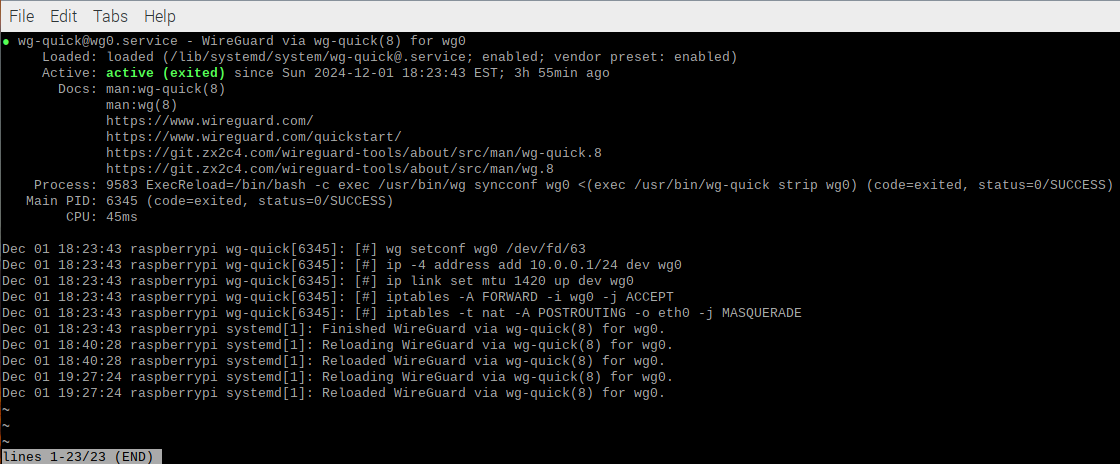 File Edit Tabs Help
● wg-quick@wg0.service - WireGuard via wg-quick(8) for wg0
Loaded: loaded (/lib/systemd/system/wg-quick@.service; enabled; vendor preset: enabled)
Active: active (exited) since Sun 2024-12-01 18:23:43 EST; 3h 55min ago
Docs: man:wg-quick(8)
man:wg(8)
https://www.wireguard.com/
https://www.wireguard.com/quickstart/
https://git.zx2c4.com/wireguard-tools/about/src/man/wg-quick.8
https://git.zx2c4.com/wireguard-tools/about/src/man/wg.8
Process: 9583 ExecReload=/bin/bash -c exec /usr/bin/wg syncconf wg0 <(exec /usr/bin/wg-quick strip wg0) (code=exited, status=0/SUCCESS)
Main PID: 6345 (code=exited, status=0/SUCCESS)
CPU: 45ms
Dec 01 18:23:43 raspberrypi wg-quick[6345]: [#] wg setconf wg0 /dev/fd/63
Dec 01 18:23:43 raspberrypi wg-quick[6345]: [#] ip -4 address add 10.0.0.1/24 dev wg0
Dec 01 18:23:43 raspberrypi wg-quick[6345]: [#] ip link set mtu 1420 up dev wg0
Dec 01 18:23:43 raspberrypi wg-quick[6345]: [#] iptables -A FORWARD -i wg0 -j ACCEPT
Dec 01 18:23:43 raspberrypi wg-quick[6345]: [#] iptables -t nat -A POSTROUTING -o eth0 -j MASQUERADE
Dec 01 18:23:43 raspberrypi systemd[1]: Finished WireGuard via wg-quick(8) for wg0.
Dec 01 18:40:28 raspberrypi systemd[1]: Reloading WireGuard via wg-quick(8) for wg0.
Dec 01 18:40:28 raspberrypi systemd[1]: Reloaded WireGuard via wg-quick(8) for wg0.
Dec 01 19:27:24 raspberrypi systemd[1]: Reloading WireGuard via wg-quick(8) for wg0.
Dec 01 19:27:24 raspberrypi systemd[1]: Reloaded WireGuard via wg-quick(8) for wg0.
~
~
~
lines 1-23/23 (END)